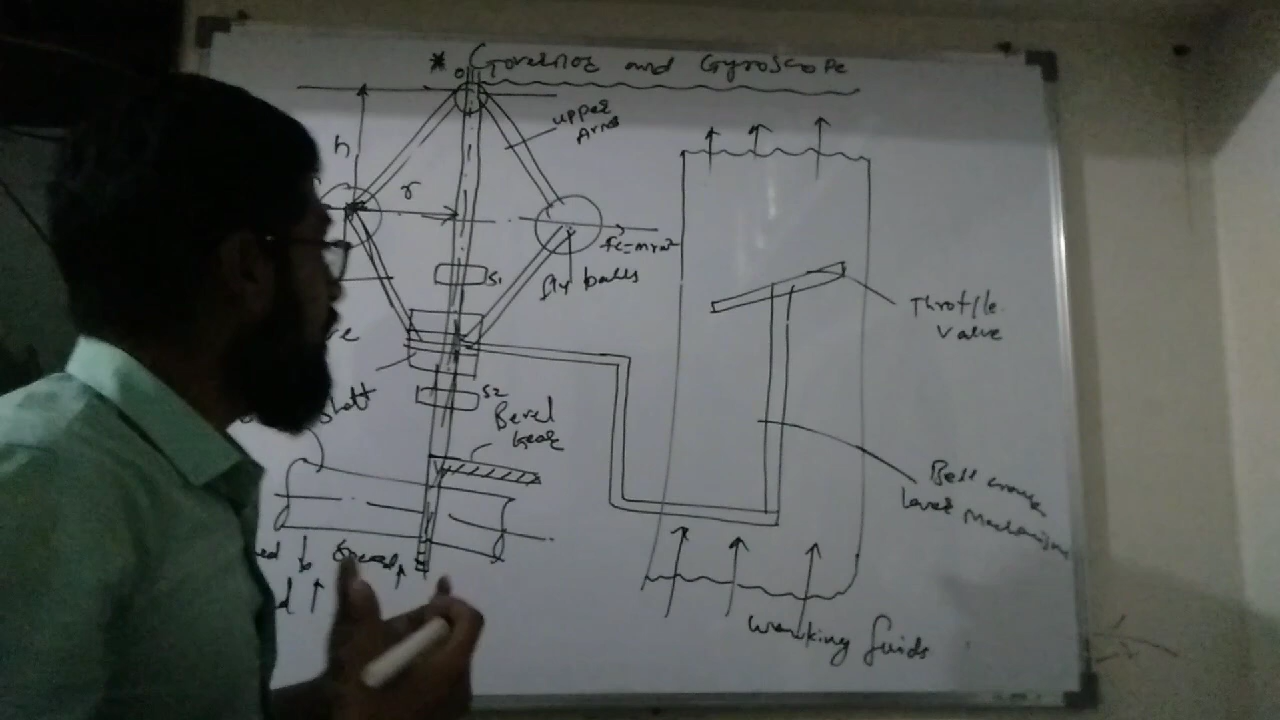 * Governor and Gyroscope
O
upper
Arms
h
r
fc=mrω²
fly balls
S1
Throttle
Valve
S2
Bevel
Gear
Bell crank
Lever Mechanism
Speed ↑
working fluids